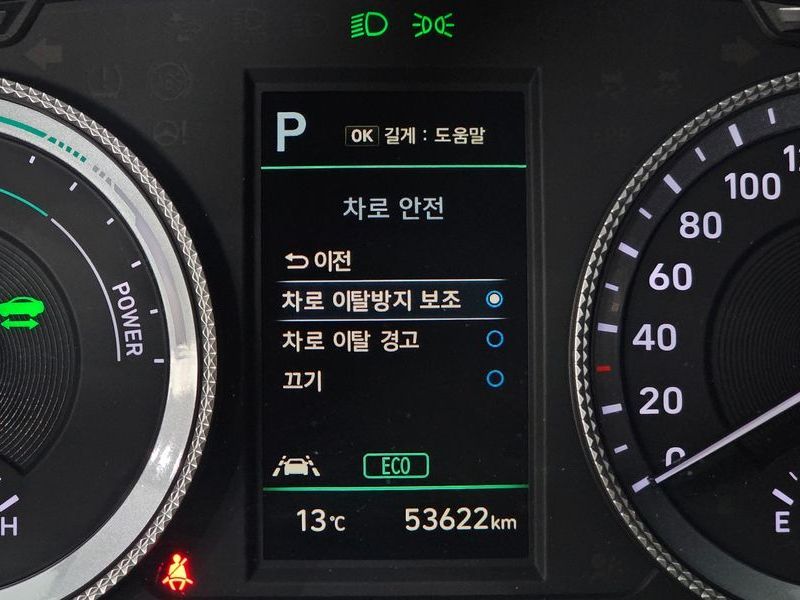 P
OK 길게 : 도움말
차로 안전
이전
차로 이탈방지 보조
차로 이탈 경고
끄기
ECO
13℃ 53622km
POWER
H
100
80
60
40
20
0
E